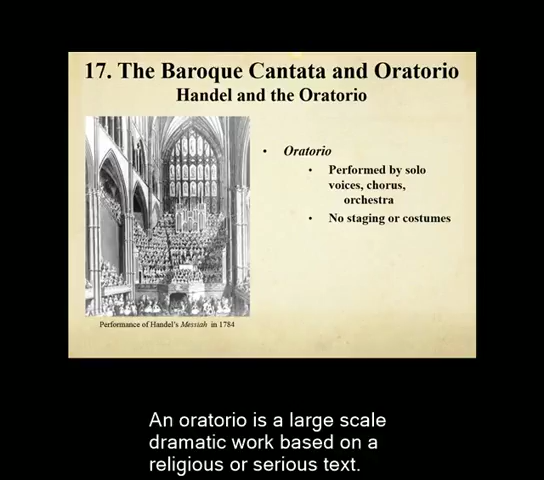 17. The Baroque Cantata and Oratorio
Handel and the Oratorio
• Oratorio
• Performed by solo
voices, chorus,
orchestra
• No staging or costumes
Performance of Handel's Messiah in 1784
An oratorio is a large scale
dramatic work based on a
religious or serious text.